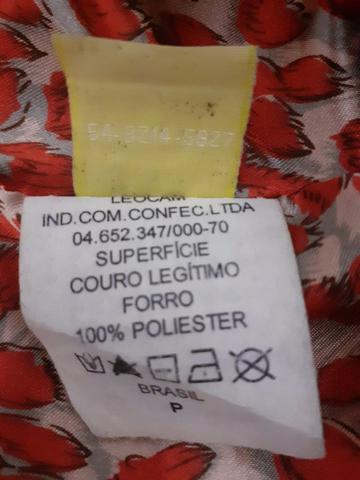 54-3214-5927
LEOCAM
IND.COM.CONFEC.LTDA
04.652.347/000-70
SUPERFÍCIE
COURO LEGÍTIMO
FORRO
100% POLIESTER
BRASIL
P